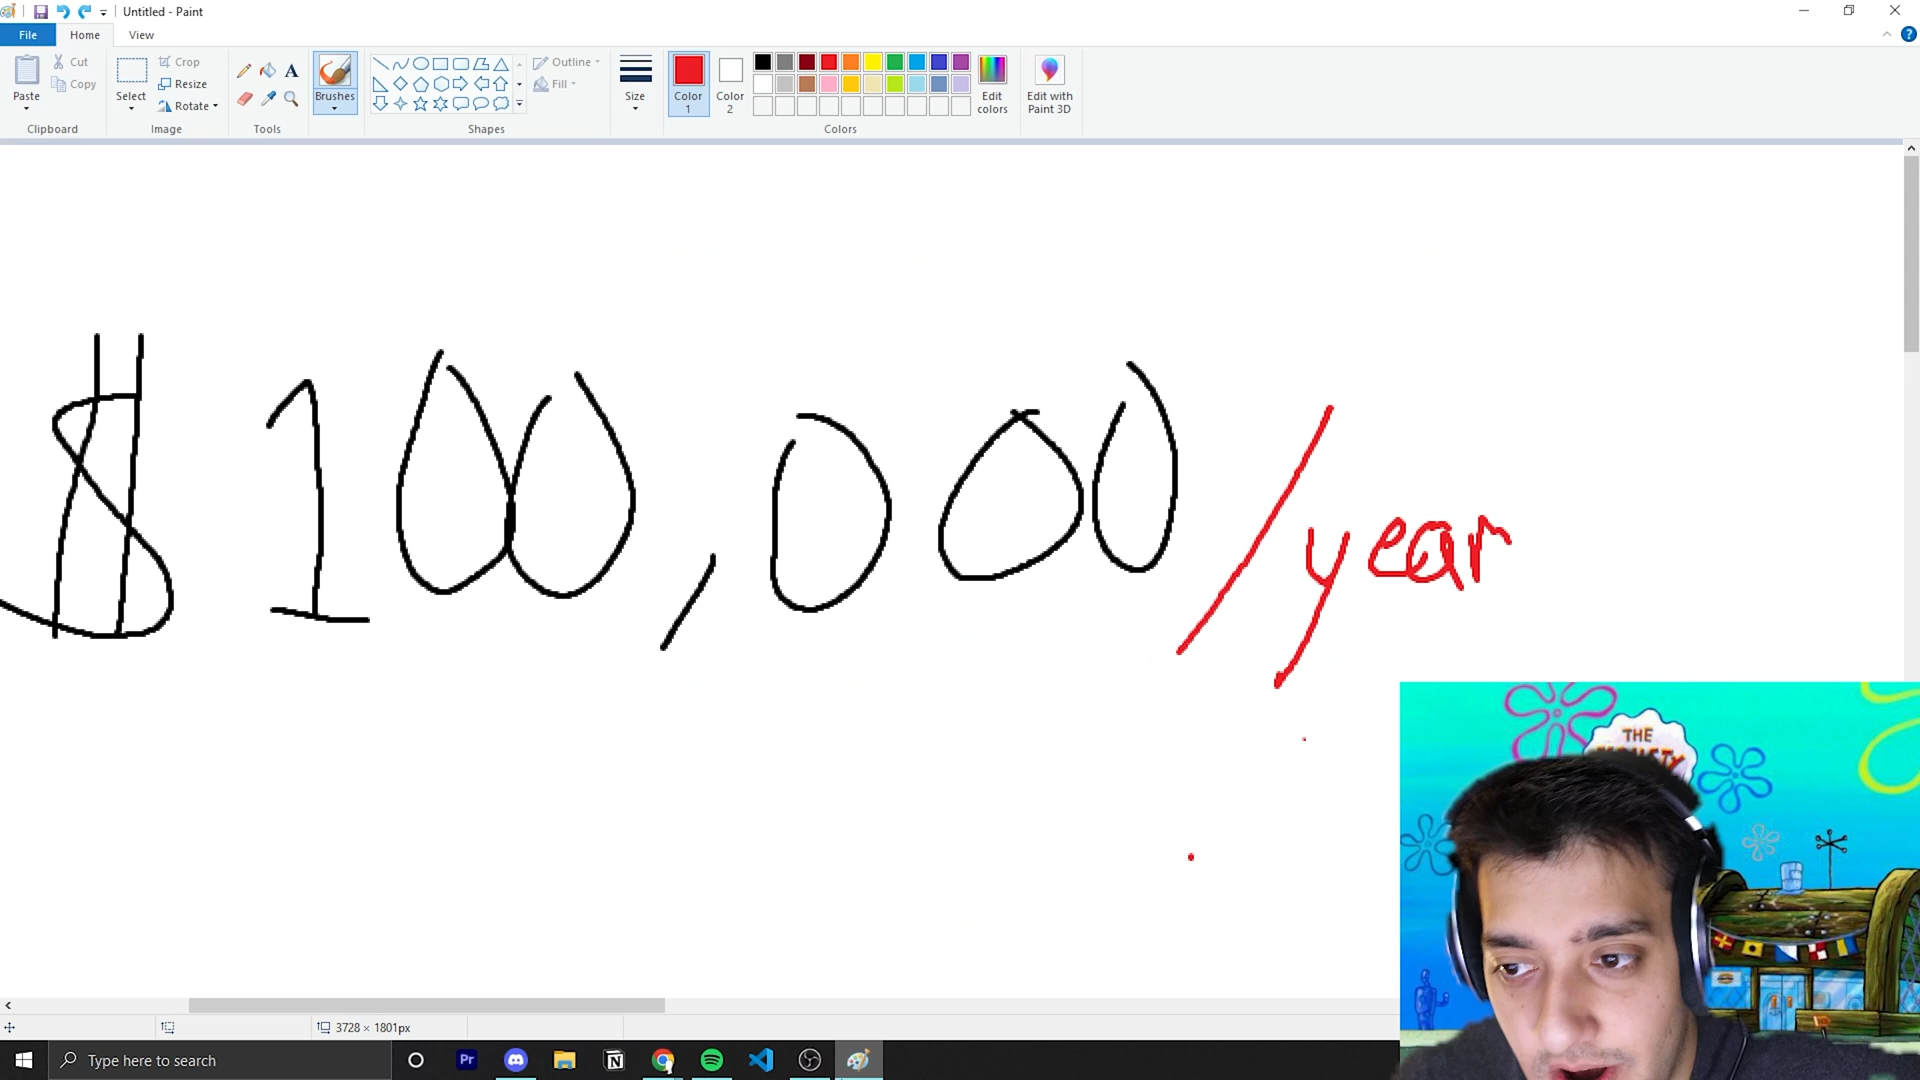 Untitled - Paint
File Home View
Cut
Copy
Paste
Clipboard
Crop
Resize
Rotate
Select
Image
A
Tools
Brushes
Outline
Fill
Shapes
Size
Color 1
Color 2
Edit colors
Colors
Edit with Paint 3D
$100,000/year
THE
3728 × 1801px
Type here to search
Pr
N